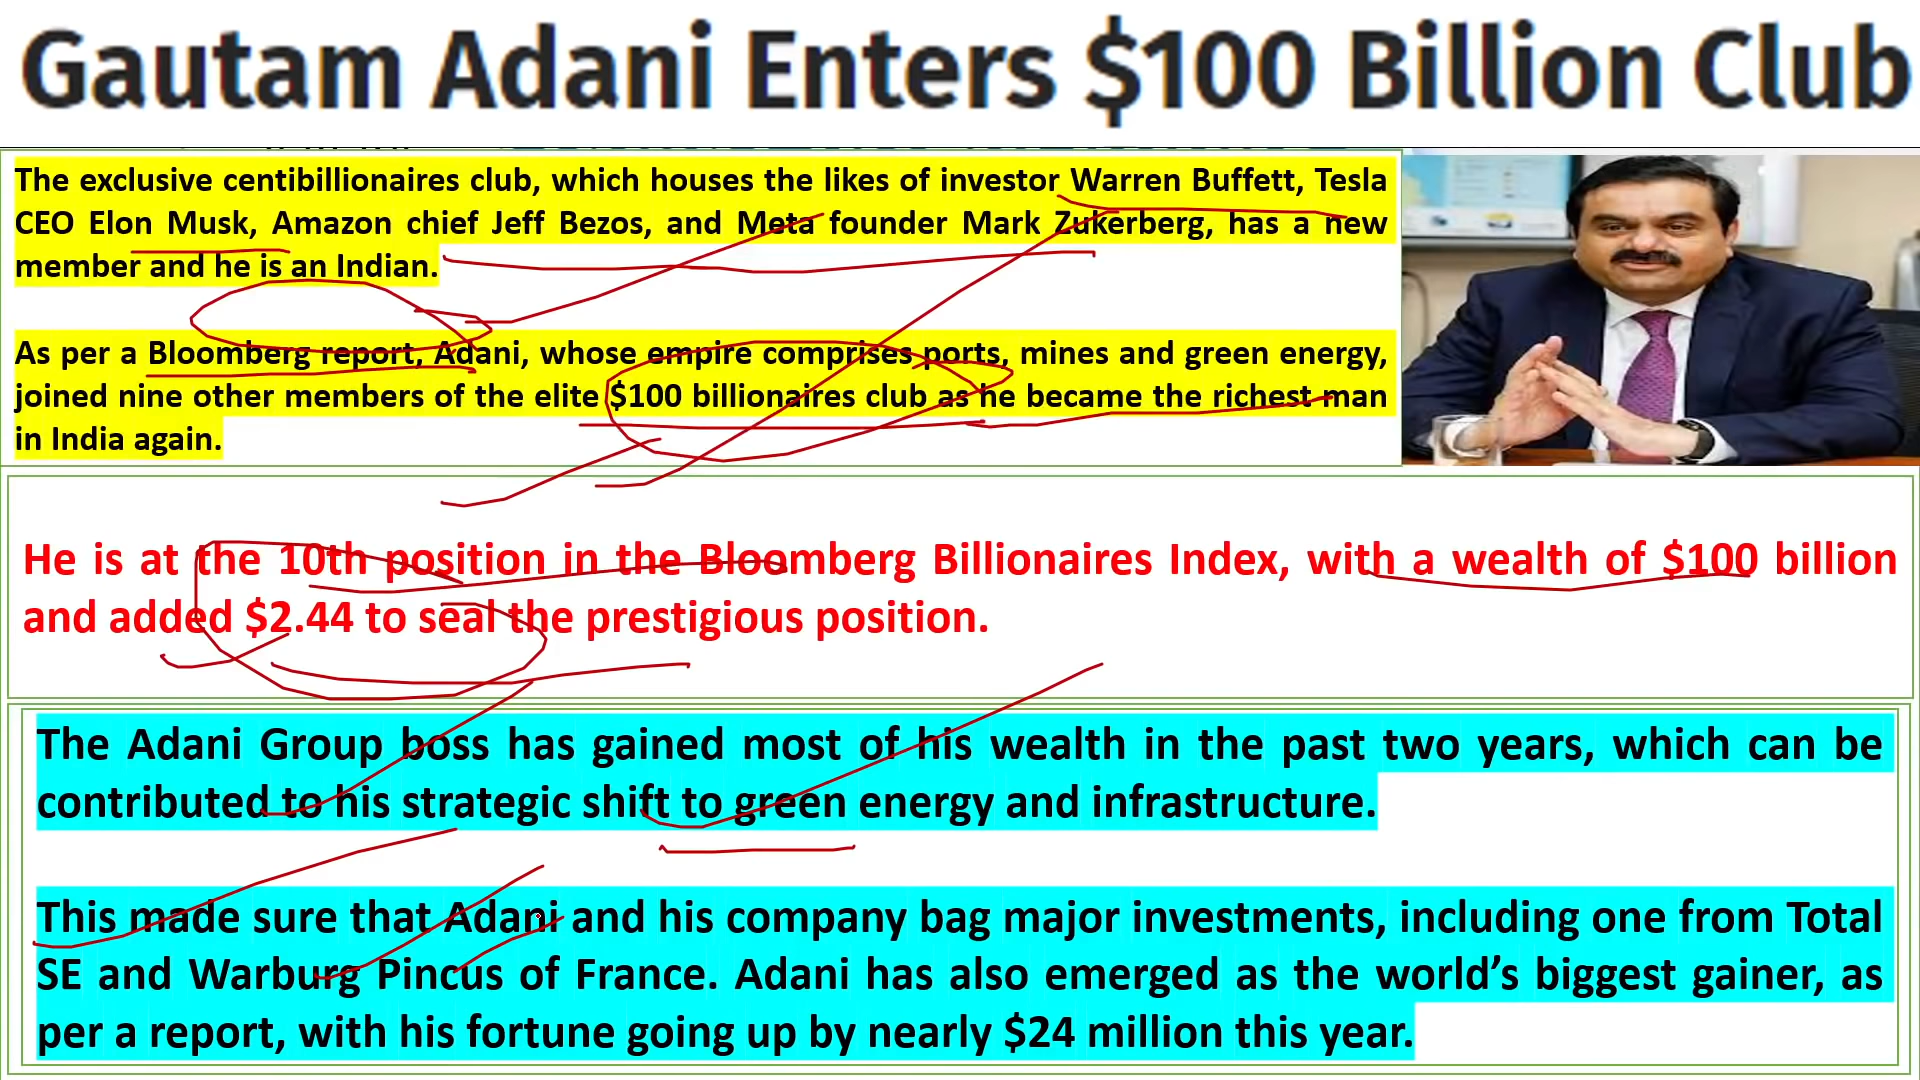 Gautam Adani Enters $100 Billion Club
The exclusive centibillionaires club, which houses the likes of investor Warren Buffett, Tesla
CEO Elon Musk, Amazon chief Jeff Bezos, and Meta founder Mark Zukerberg, has a new
member and he is an Indian.
As per a Bloomberg report, Adani, whose empire comprises ports, mines and green energy,
joined nine other members of the elite $100 billionaires club as he became the richest man
in India again.
He is at the 10th position in the Bloomberg Billionaires Index, with a wealth of $100 billion
and added $2.44 to seal the prestigious position.
The Adani Group boss has gained most of his wealth in the past two years, which can be
contributed to his strategic shift to green energy and infrastructure.
This made sure that Adani and his company bag major investments, including one from Total
SE and Warburg Pincus of France. Adani has also emerged as the world’s biggest gainer, as
per a report, with his fortune going up by nearly $24 million this year.